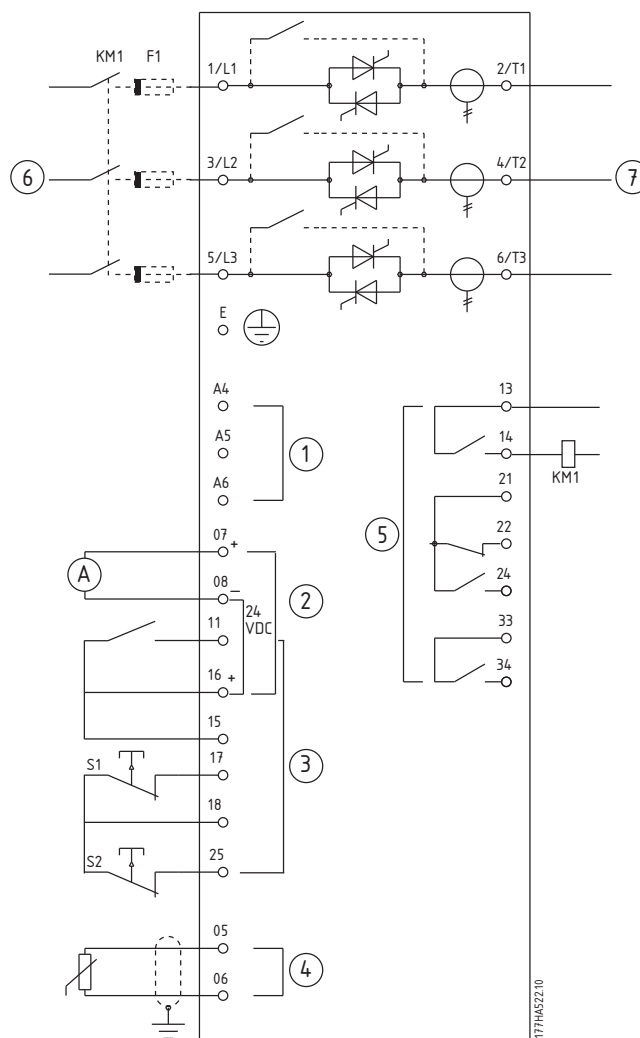 KM1 F1
1/L1 2/T1
6 3/L2 4/T2 7
5/L3 6/T3
E
A4 13
A5 1 14
KM1
A6 21
5
07 + 22
A 08 – 2 24
24
VDC
11 33
16 + 34
15
S1 17 3
18
S2 25
05
4
06
177HA522.10